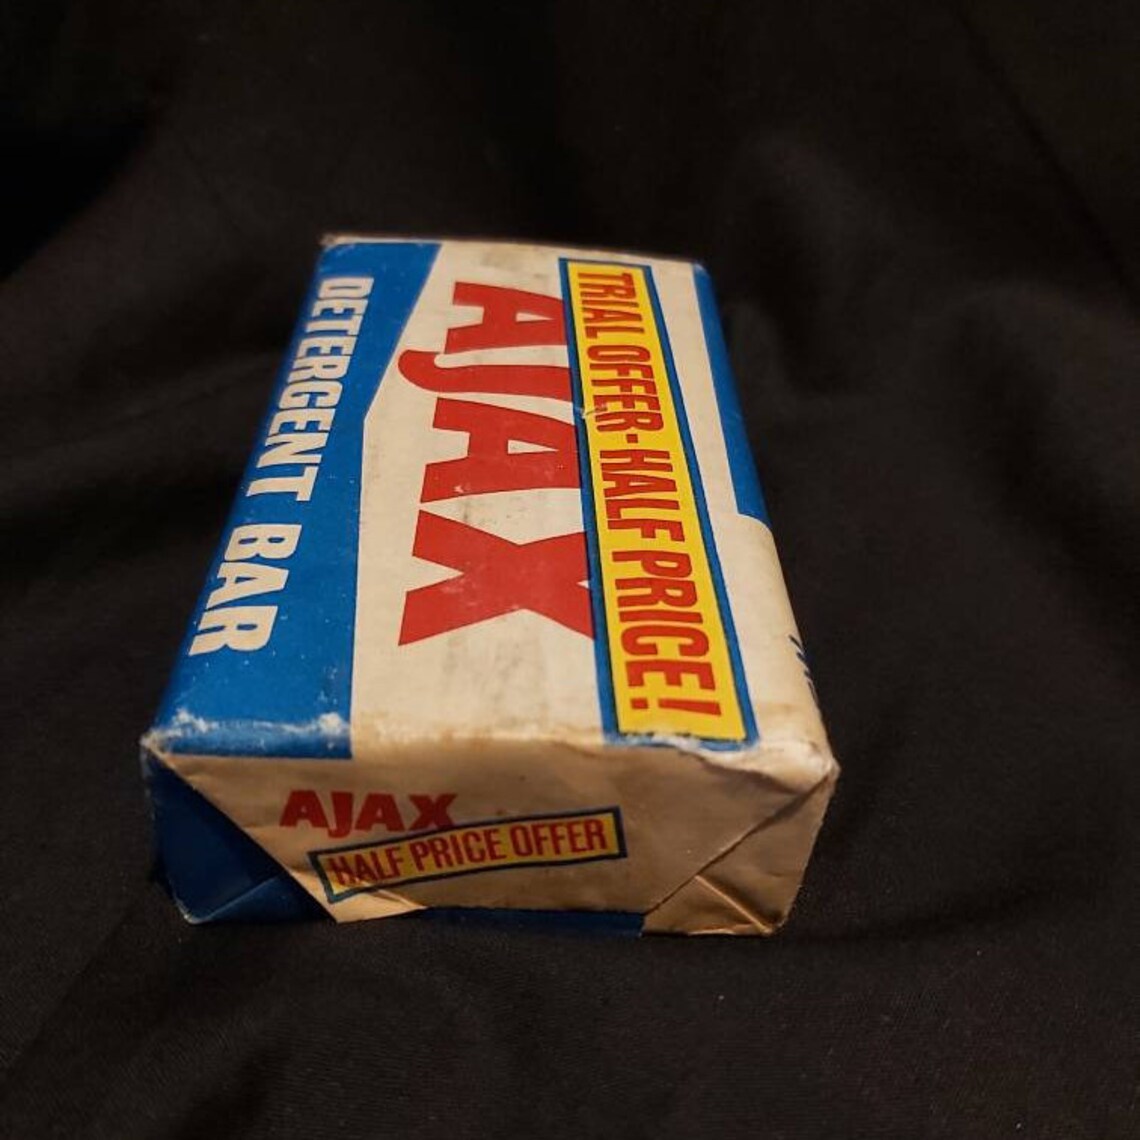 TRIAL OFFER-HALF PRICE!
AJAX
DETERGENT BAR
AJAX
HALF PRICE OFFER